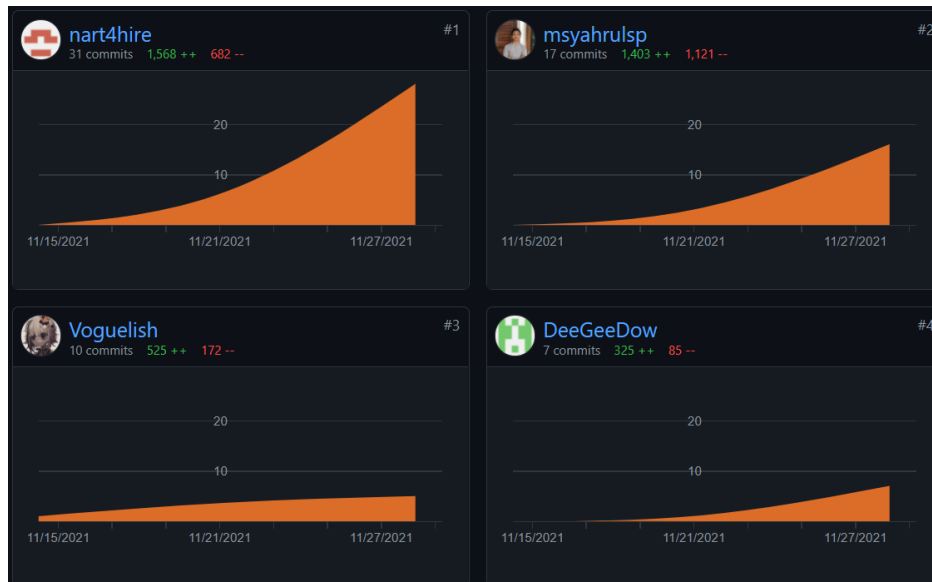 nart4hire #1
31 commits 1,568 ++ 682 --
20
10
11/15/2021 11/21/2021 11/27/2021
msyahrulsp #2
17 commits 1,403 ++ 1,121 --
20
10
11/15/2021 11/21/2021 11/27/2021
Voguelish #3
10 commits 525 ++ 172 --
20
10
11/15/2021 11/21/2021 11/27/2021
DeeGeeDow #4
7 commits 325 ++ 85 --
20
10
11/15/2021 11/21/2021 11/27/2021